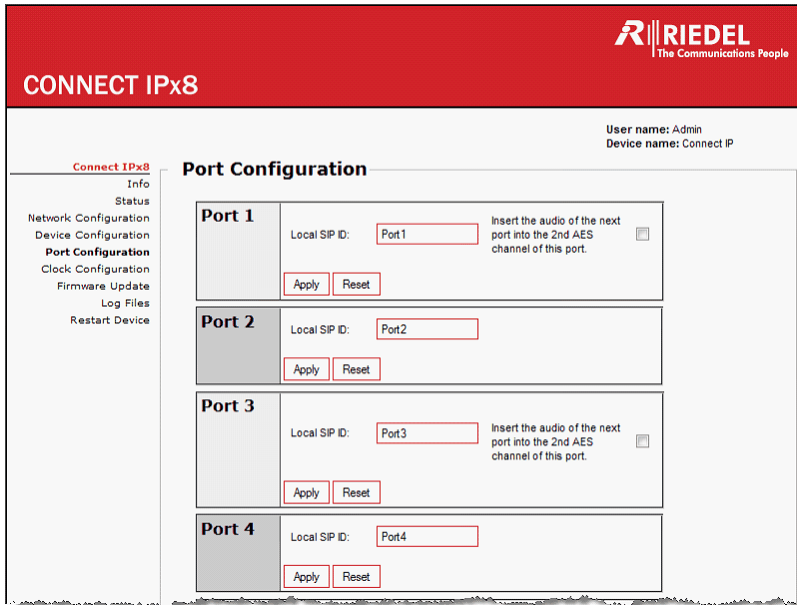 RIEDEL
The Communications People
CONNECT IPx8
User name: Admin
Device name: Connect IP
Connect IPx8
Info
Status
Network Configuration
Device Configuration
Port Configuration
Clock Configuration
Firmware Update
Log Files
Restart Device
Port Configuration
Port 1
Local SIP ID:
Port1
Insert the audio of the next
port into the 2nd AES
channel of this port.
Apply
Reset
Port 2
Local SIP ID:
Port2
Apply
Reset
Port 3
Local SIP ID:
Port3
Insert the audio of the next
port into the 2nd AES
channel of this port.
Apply
Reset
Port 4
Local SIP ID:
Port4
Apply
Reset